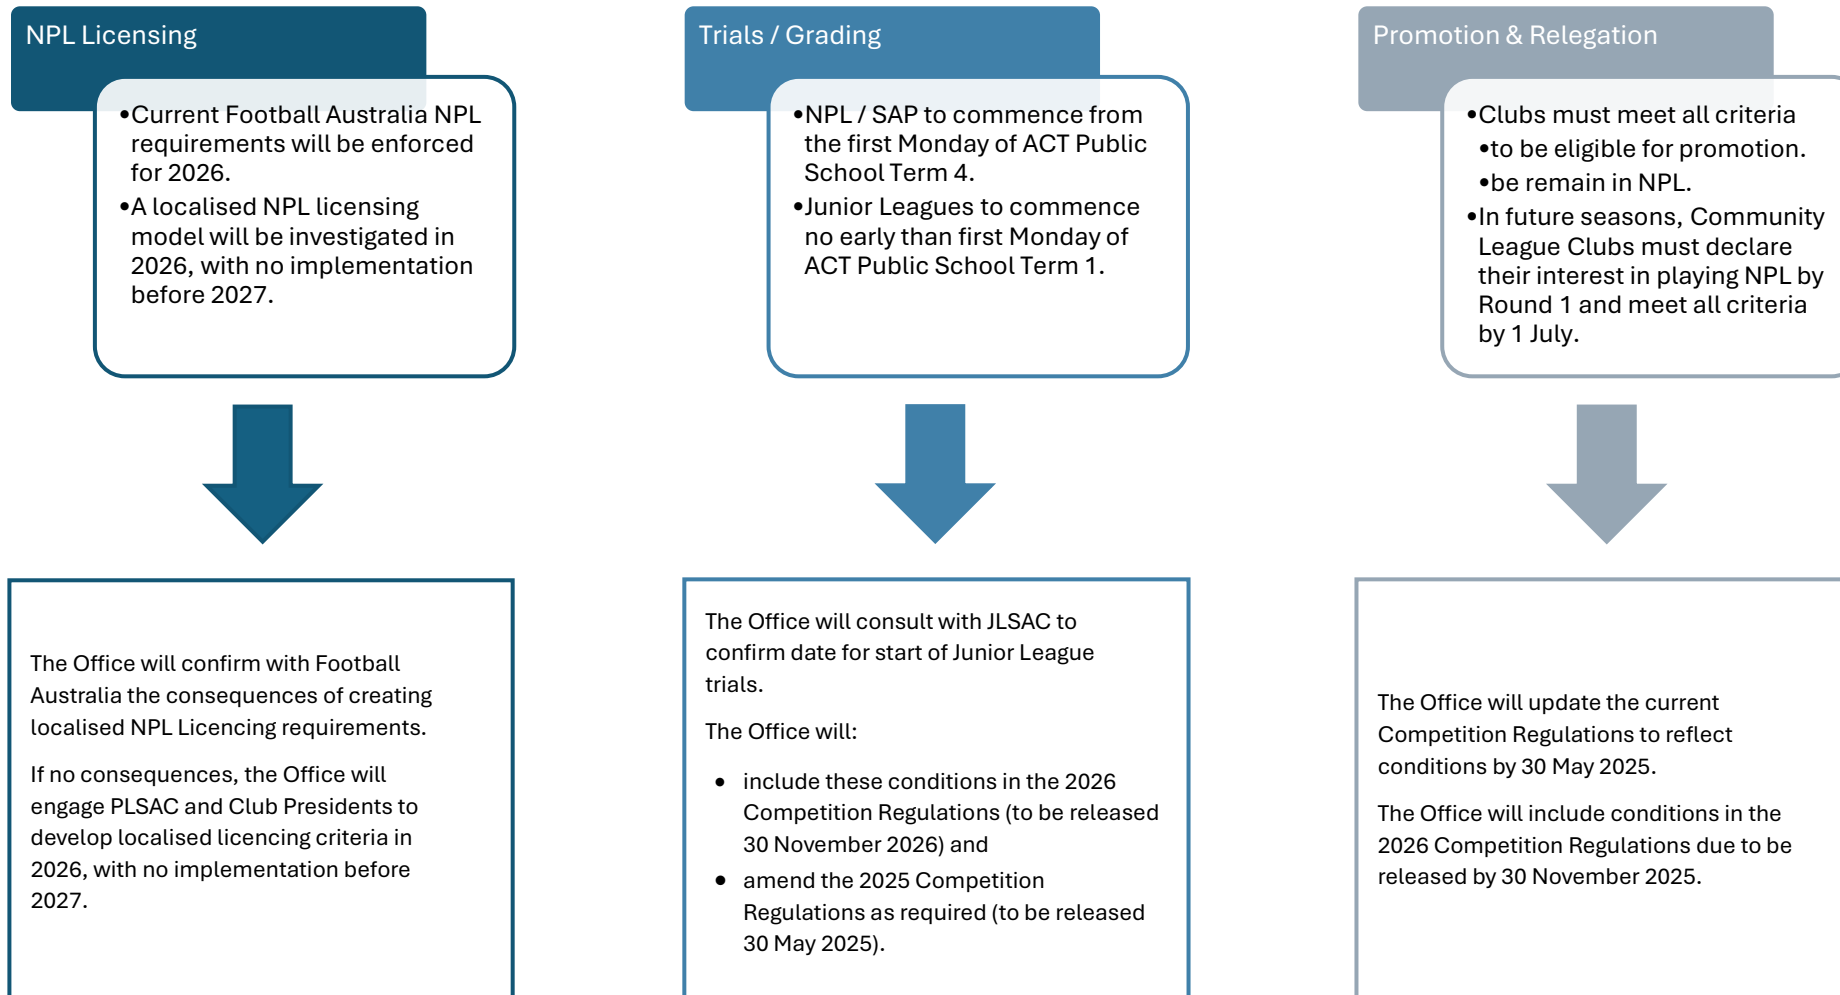 NPL Licensing
•Current Football Australia NPL
requirements will be enforced
for 2026.
•A localised NPL licensing
model will be investigated in
2026, with no implementation
before 2027.
The Office will confirm with Football
Australia the consequences of creating
localised NPL Licencing requirements.
If no consequences, the Office will
engage PLSAC and Club Presidents to
develop localised licencing criteria in
2026, with no implementation before
2027.
Trials / Grading
•NPL / SAP to commence from
the first Monday of ACT Public
School Term 4.
•Junior Leagues to commence
no early than first Monday of
ACT Public School Term 1.
The Office will consult with JLSAC to
confirm date for start of Junior League
trials.
The Office will:
• include these conditions in the 2026
Competition Regulations (to be released
30 November 2026) and
• amend the 2025 Competition
Regulations as required (to be released
30 May 2025).
Promotion & Relegation
•Clubs must meet all criteria
•to be eligible for promotion.
•be remain in NPL.
•In future seasons, Community
League Clubs must declare
their interest in playing NPL by
Round 1 and meet all criteria
by 1 July.
The Office will update the current
Competition Regulations to reflect
conditions by 30 May 2025.
The Office will include conditions in the
2026 Competition Regulations due to be
released by 30 November 2025.